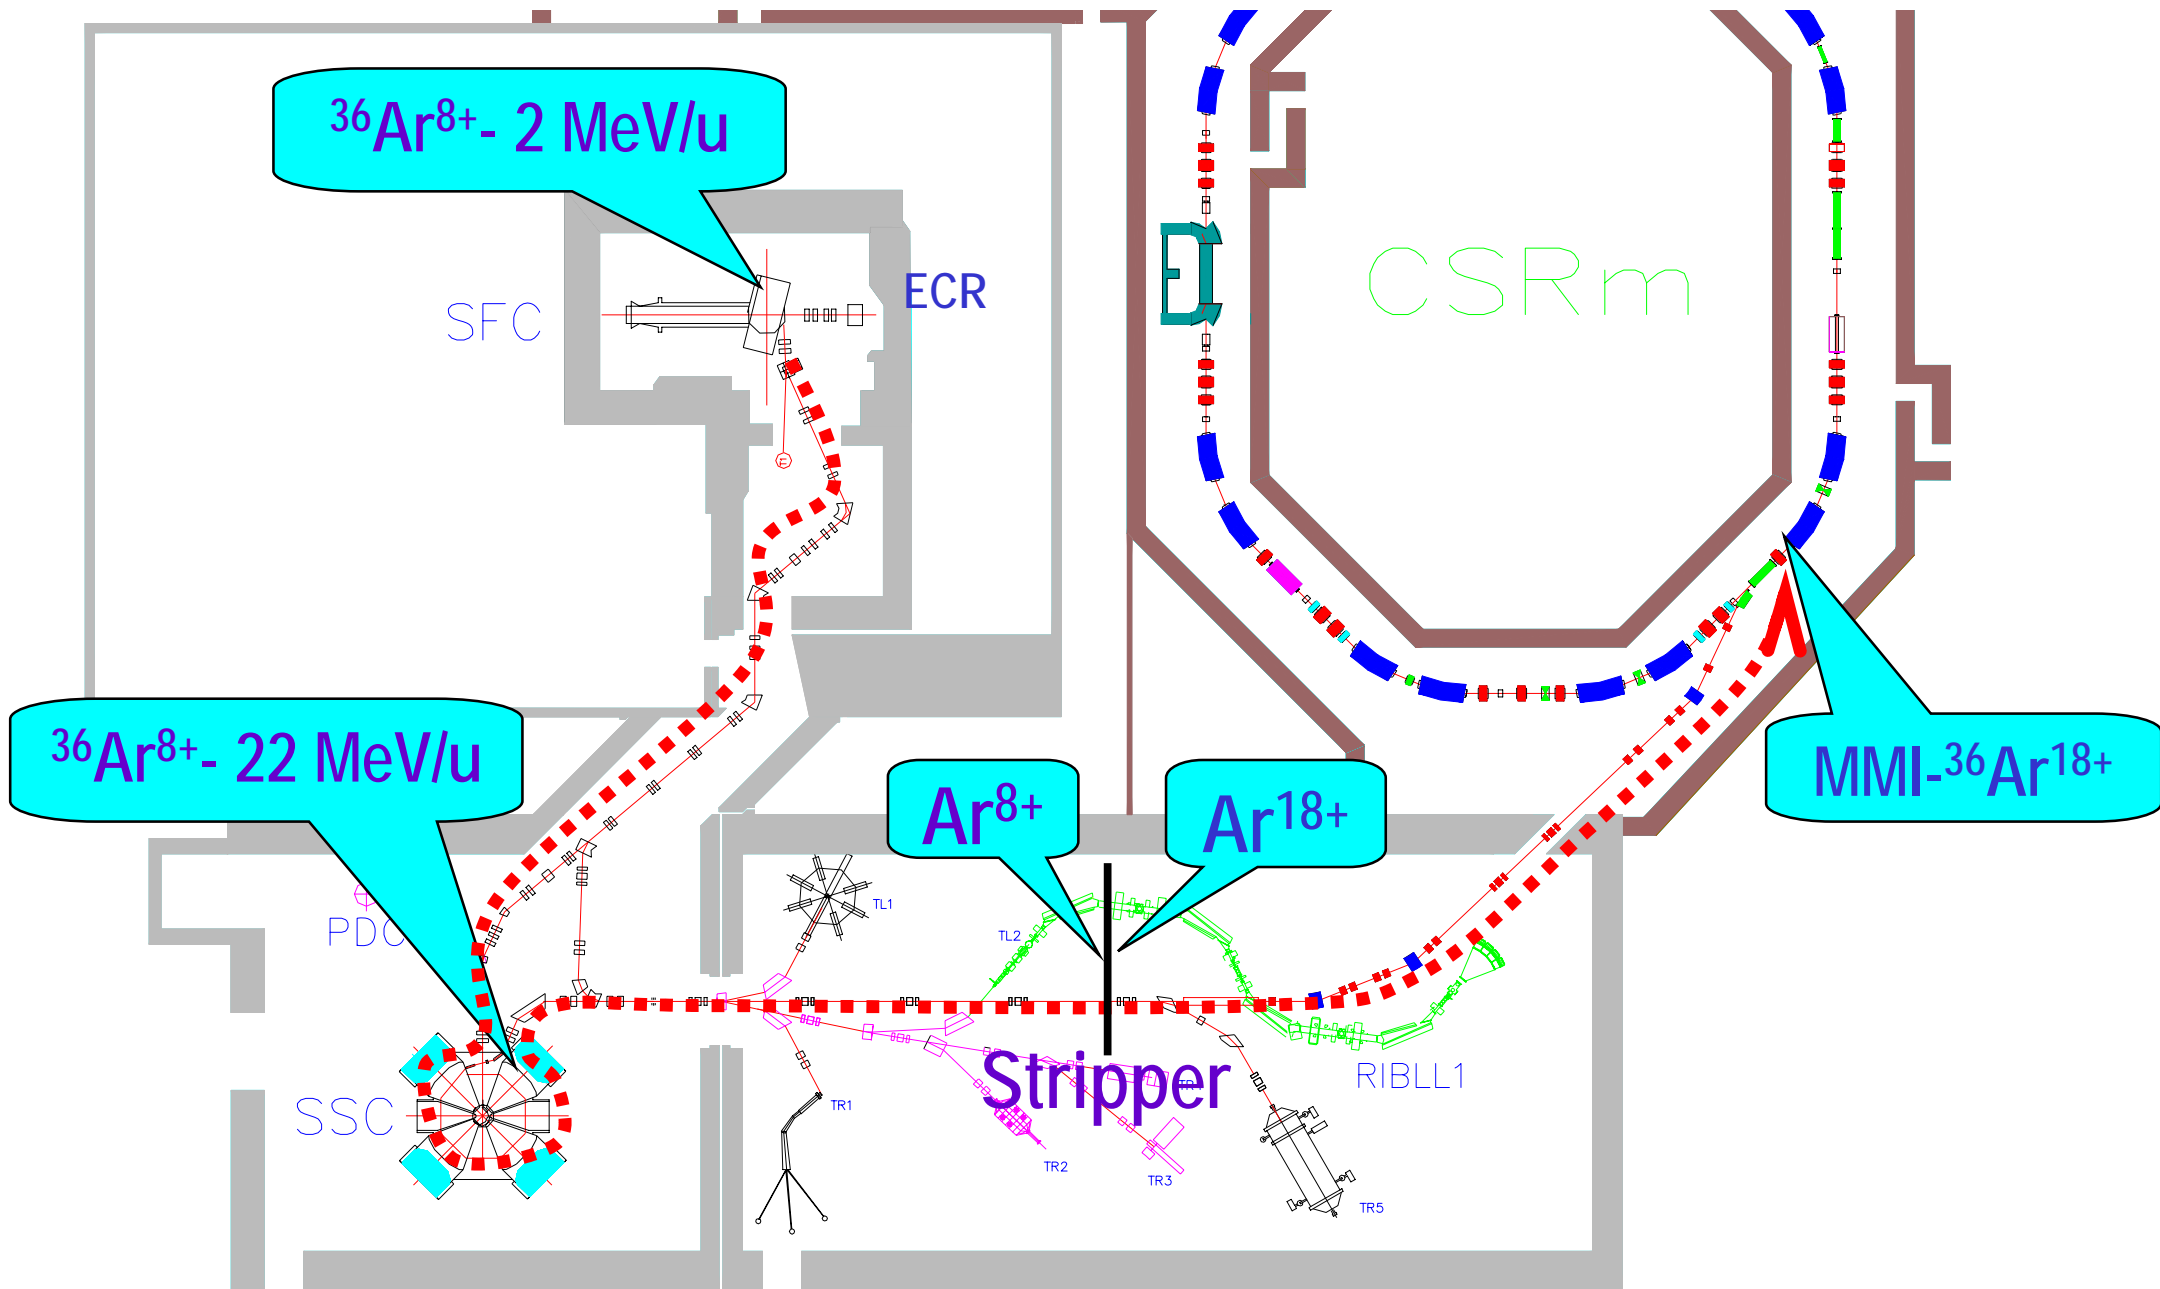 ³⁶Ar⁸⁺- 2 MeV/u
ECR
SFC
CSRm
E
³⁶Ar⁸⁺- 22 MeV/u
Ar⁸⁺
Ar¹⁸⁺
MMI-³⁶Ar¹⁸⁺
TL1
TL2
RIBLL1
Stripper
SSC
TR1
TR2
TR3
TR5